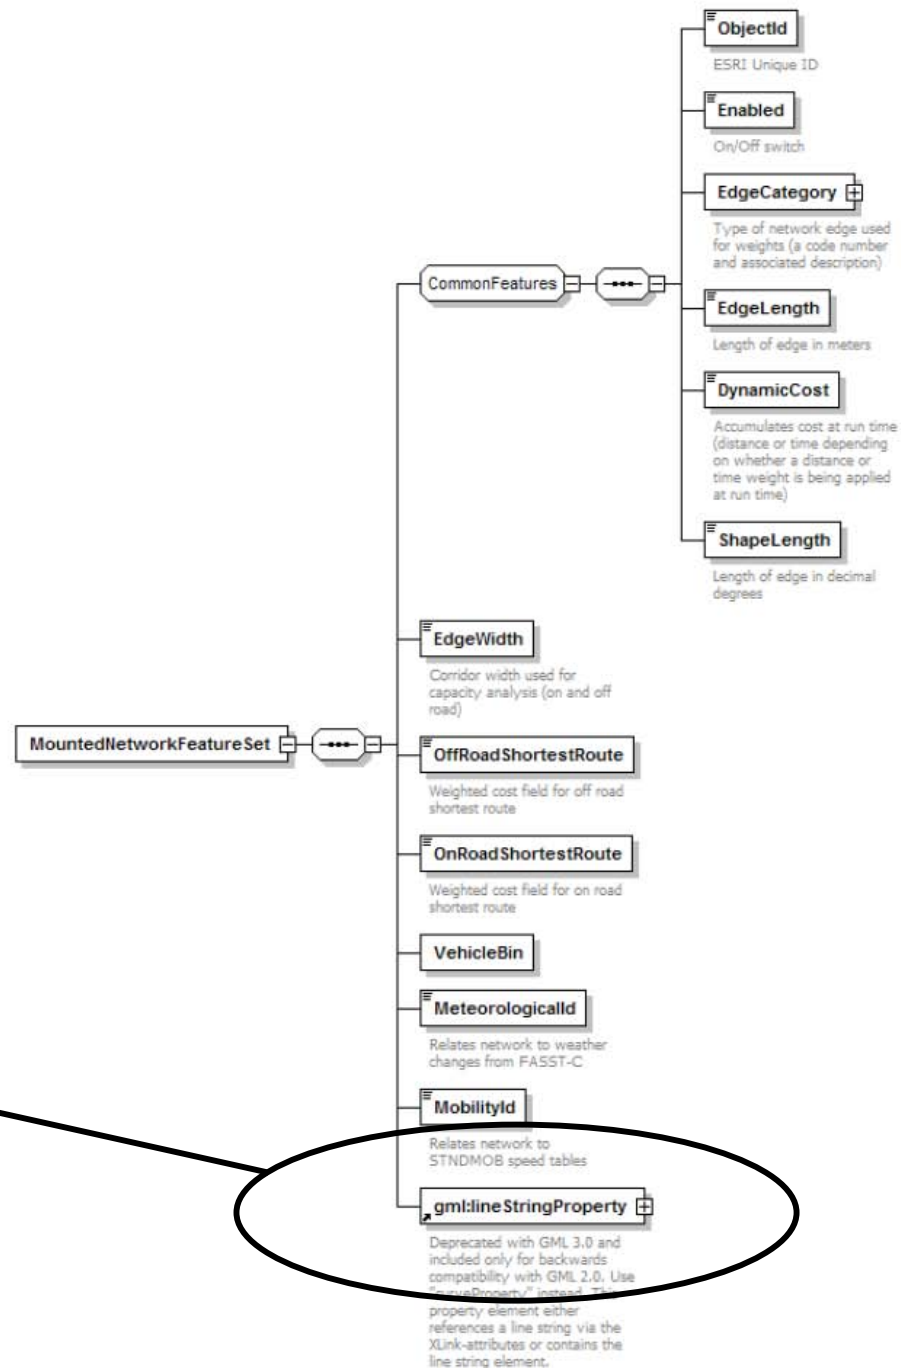 ObjectId
ESRI Unique ID
Enabled
On/Off switch
EdgeCategory
Type of network edge used
for weights (a code number
and associated description)
CommonFeatures
EdgeLength
Length of edge in meters
DynamicCost
Accumulates cost at run time
(distance or time depending
on whether a distance or
time weight is being applied
at run time)
ShapeLength
Length of edge in decimal
degrees
EdgeWidth
Corridor width used for
capacity analysis (on and off
road)
MountedNetworkFeatureSet
OffRoadShortestRoute
Weighted cost field for off road
shortest route
OnRoadShortestRoute
Weighted cost field for on road
shortest route
VehicleBin
MeteorologicalId
Relates network to weather
changes from FASST-C
MobilityId
Relates network to
STNDMOB speed tables
gml:lineStringProperty
Deprecated with GML 3.0 and
included only for backwards
compatibility with GML 2.0. Use
"curveProperty" instead. This
property element either
references a line string via the
XLink-attributes or contains the
line string element.